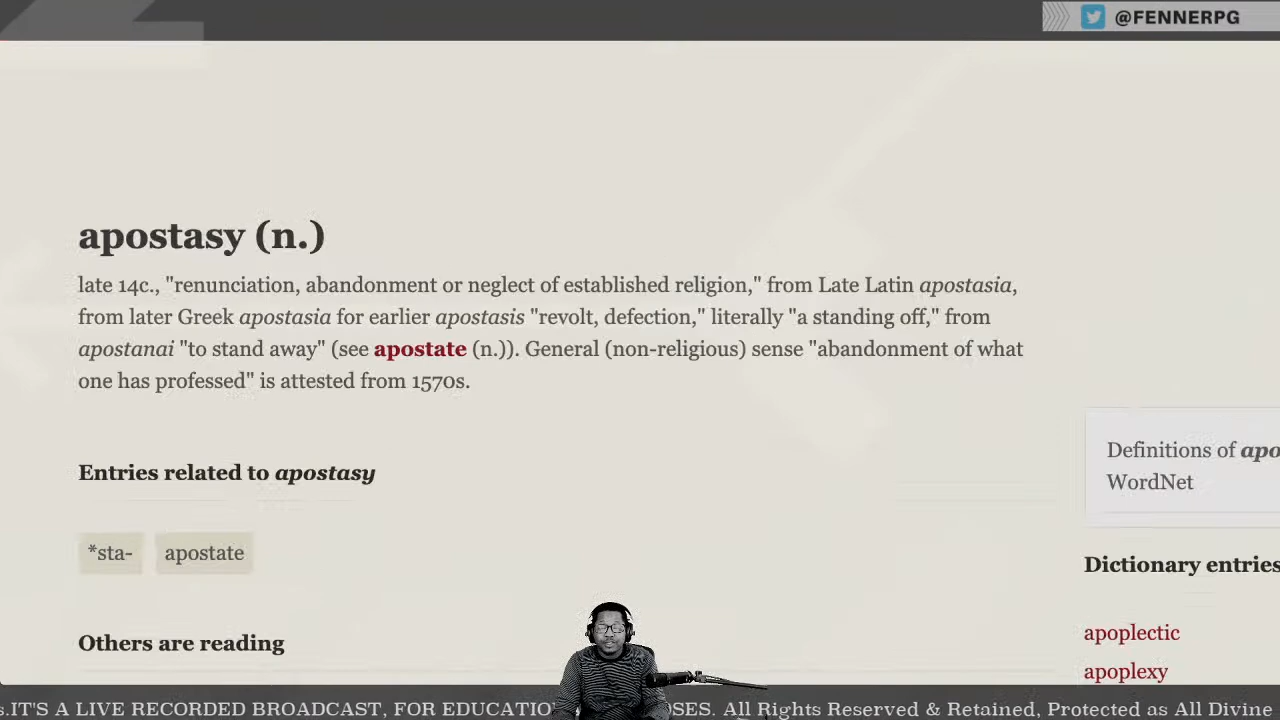 @FENNERPG
apostasy (n.)
late 14c., "renunciation, abandonment or neglect of established religion," from Late Latin apostasia,
from later Greek apostasia for earlier apostasis "revolt, defection," literally "a standing off," from
apostanai "to stand away" (see apostate (n.)). General (non-religious) sense "abandonment of what
one has professed" is attested from 1570s.
Definitions of apo
WordNet
Entries related to apostasy
*sta- apostate
Dictionary entries
Others are reading
apoplectic
apoplexy
s.IT'S A LIVE RECORDED BROADCAST, FOR EDUCATIO OSES. All Rights Reserved & Retained, Protected as All Divine